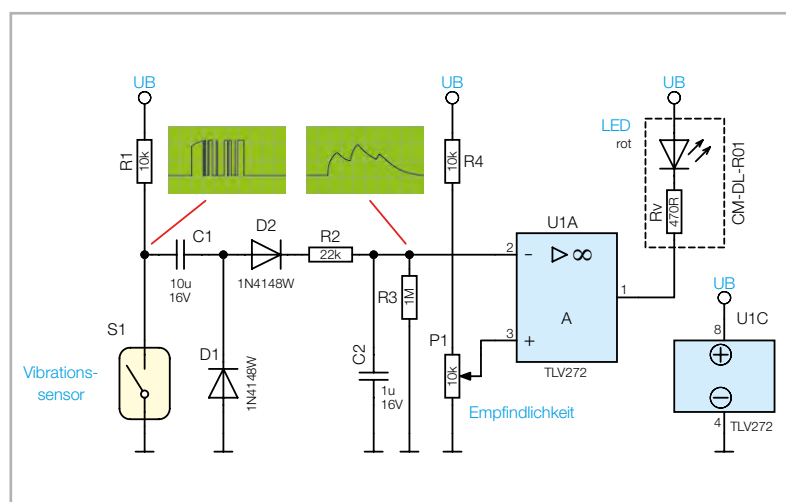 UB
UB
UB
LED
rot
R1
10k
R4
10k
Rv
470R
CM-DL-R01
C1
10u
16V
D2
1N4148W
R2
22k
U1A
2
-
▷ ∞
1
A
3
+
TLV272
R3
1M
P1
10k
UB
8
U1C
+
−
4
TLV272
S1
Vibrations-
sensor
D1
1N4148W
C2
1u
16V
Empfindlichkeit